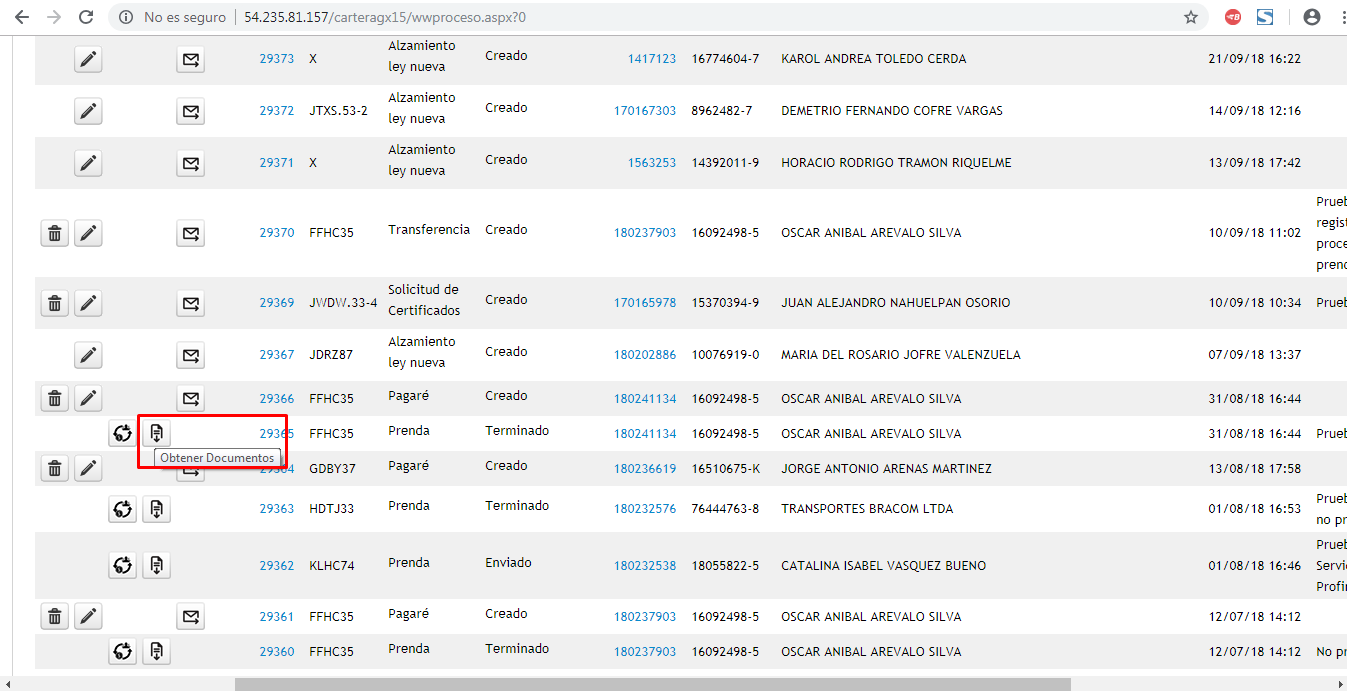 No es seguro 54.235.81.157/carteragx15/wwproceso.aspx?0
29373 X Alzamiento ley nueva Creado 1417123 16774604-7 KAROL ANDREA TOLEDO CERDA 21/09/18 16:22
29372 JTXS.53-2 Alzamiento ley nueva Creado 170167303 8962482-7 DEMETRIO FERNANDO COFRE VARGAS 14/09/18 12:16
29371 X Alzamiento ley nueva Creado 1563253 14392011-9 HORACIO RODRIGO TRAMON RIQUELME 13/09/18 17:42
29370 FFHC35 Transferencia Creado 180237903 16092498-5 OSCAR ANIBAL AREVALO SILVA 10/09/18 11:02 Prueb regist proce prend
29369 JWDW.33-4 Solicitud de Certificados Creado 170165978 15370394-9 JUAN ALEJANDRO NAHUELPAN OSORIO 10/09/18 10:34 Prueb
29367 JDRZ87 Alzamiento ley nueva Creado 180202886 10076919-0 MARIA DEL ROSARIO JOFRE VALENZUELA 07/09/18 13:37
29366 FFHC35 Pagaré Creado 180241134 16092498-5 OSCAR ANIBAL AREVALO SILVA 31/08/18 16:44
29365 FFHC35 Prenda Terminado 180241134 16092498-5 OSCAR ANIBAL AREVALO SILVA 31/08/18 16:44 Prueb
Obtener Documentos
29364 GDBY37 Pagaré Creado 180236619 16510675-K JORGE ANTONIO ARENAS MARTINEZ 13/08/18 17:58
29363 HDTJ33 Prenda Terminado 180232576 76444763-8 TRANSPORTES BRACOM LTDA 01/08/18 16:53 Prueb no pr
29362 KLHC74 Prenda Enviado 180232538 18055822-5 CATALINA ISABEL VASQUEZ BUENO 01/08/18 16:46 Prueb Servic Profin
29361 FFHC35 Pagaré Creado 180237903 16092498-5 OSCAR ANIBAL AREVALO SILVA 12/07/18 14:12
29360 FFHC35 Prenda Terminado 180237903 16092498-5 OSCAR ANIBAL AREVALO SILVA 12/07/18 14:12 No pr